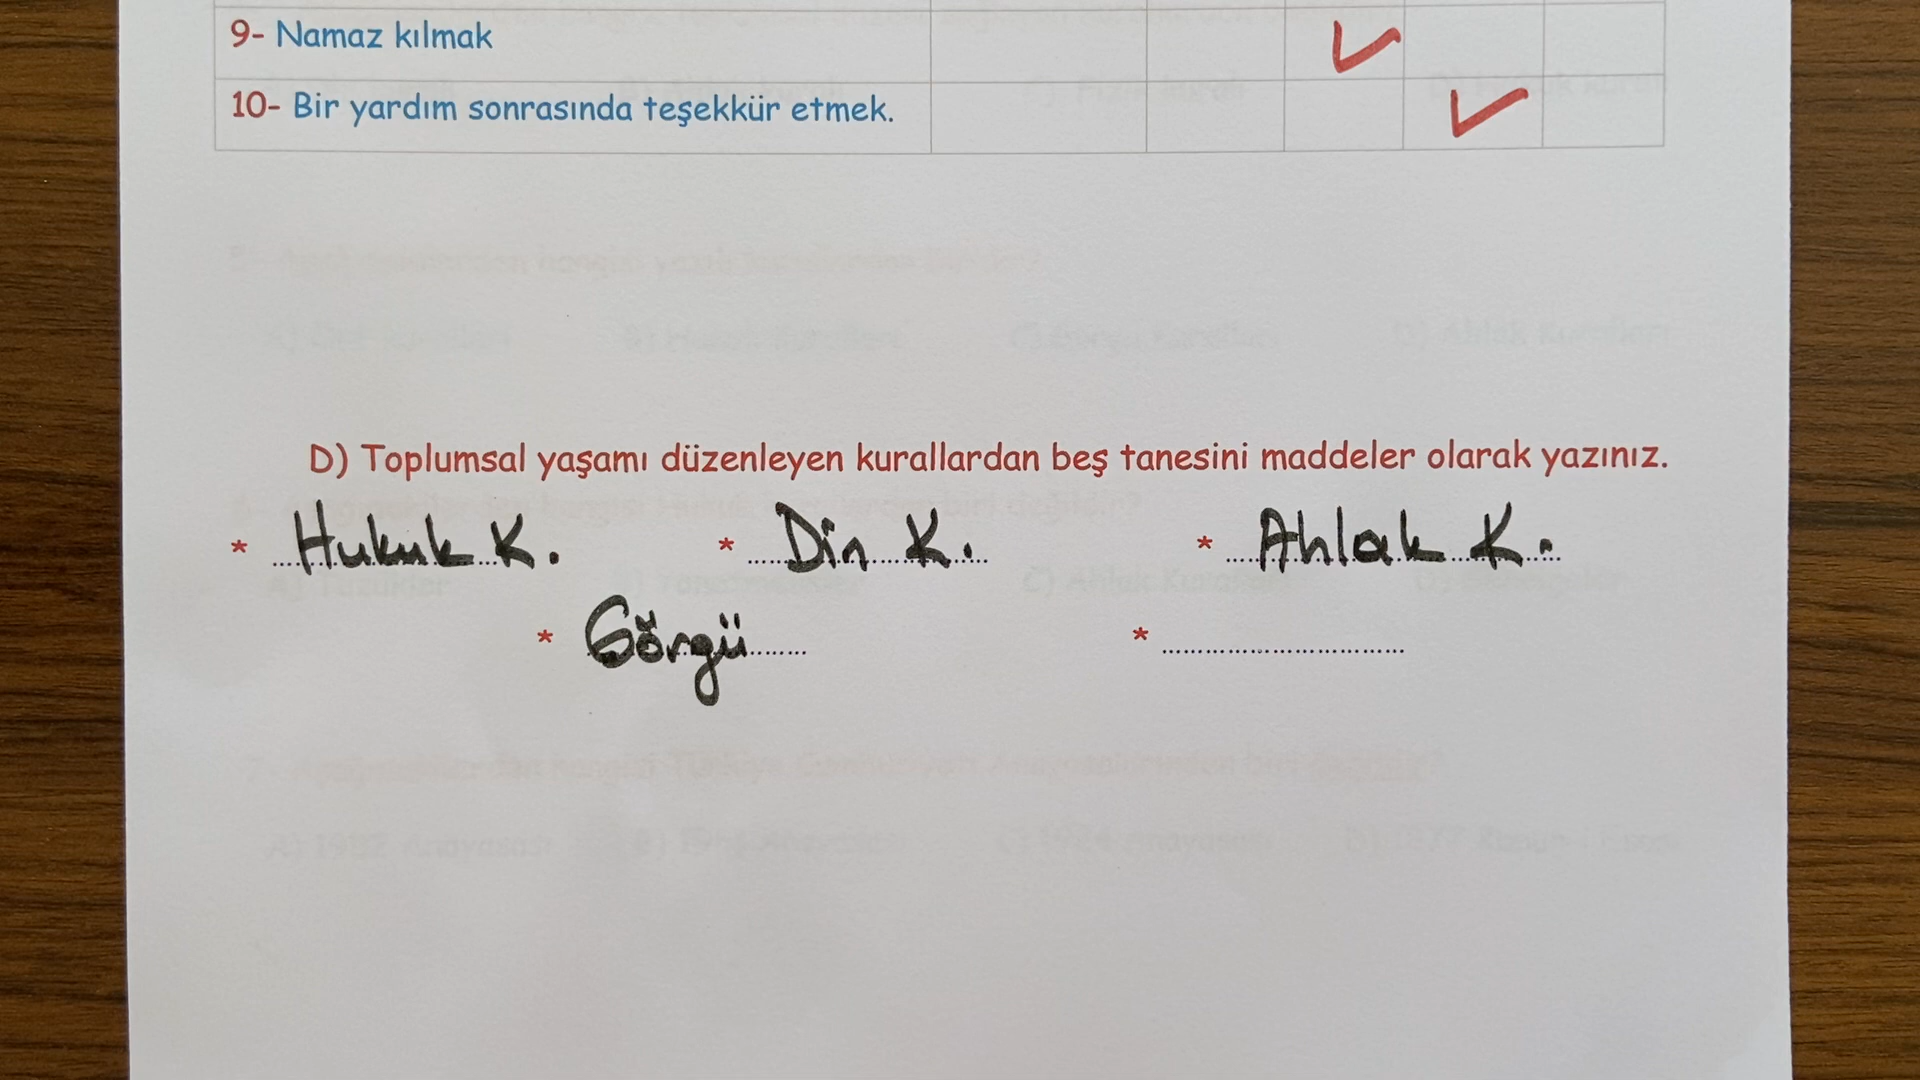 9- Namaz kılmak
10- Bir yardım sonrasında teşekkür etmek.
D) Toplumsal yaşamı düzenleyen kurallardan beş tanesini maddeler olarak yazınız.
* Hukuk K. * Din K. * Ahlak K.
* Görgü * ..............................